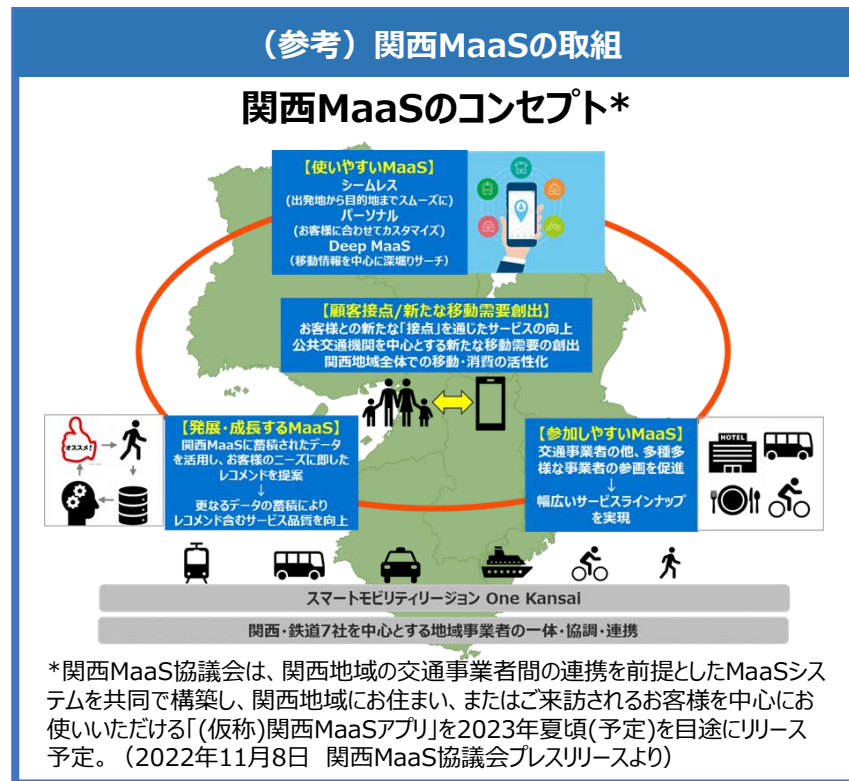 （参考）関西MaaSの取組
関西MaaSのコンセプト*
【使いやすいMaaS】
シームレス
(出発地から目的地までスムーズに)
パーソナル
(お客様に合わせてカスタマイズ)
Deep MaaS
（移動情報を中心に深堀りサーチ）
【顧客接点/新たな移動需要創出】
お客様との新たな「接点」を通じたサービスの向上
公共交通機関を中心とする新たな移動需要の創出
関西地域全体での移動・消費の活性化
オススメ!
【発展・成長するMaaS】
関西MaaSに蓄積されたデータ
を活用し、お客様のニーズに即した
レコメンドを提案
↓
更なるデータの蓄積により
レコメンド含むサービス品質を向上
【参加しやすいMaaS】
交通事業者の他、多種多
様な事業者の参画を促進
↓
幅広いサービスラインナップ
を実現
HOTEL
スマートモビリティリージョン One Kansai
関西・鉄道7社を中心とする地域事業者の一体・協調・連携
*関西MaaS協議会は、関西地域の交通事業者間の連携を前提としたMaaSシス
テムを共同で構築し、関西地域にお住まい、またはご来訪されるお客様を中心にお
使いいただける「(仮称)関西MaaSアプリ」を2023年夏頃(予定)を目途にリリース
予定。（2022年11月8日 関西MaaS協議会プレスリリースより）